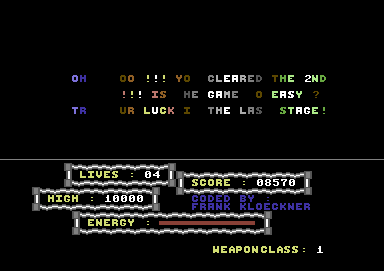 OH    OO !!! YO  CLEARED THE 2ND
!!! IS  HE GAME  O EASY ?
TR    UR LUCK I  THE LAS  STAGE!
LIVES : 04
SCORE : 08570
HIGH : 10000
CODED BY :
FRANK KLOECKNER
ENERGY :
WEAPONCLASS: 1